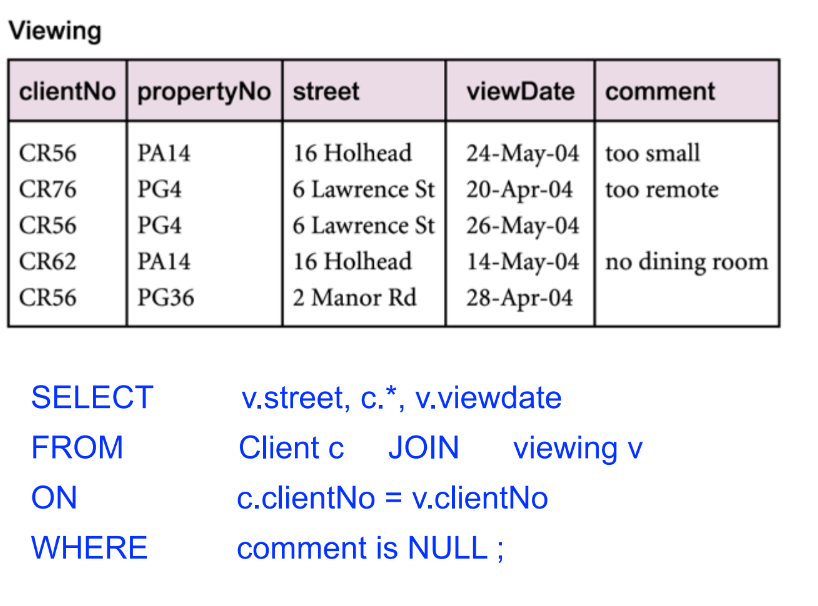 Viewing
clientNo propertyNo street viewDate comment
CR56 PA14 16 Holhead 24-May-04 too small
CR76 PG4 6 Lawrence St 20-Apr-04 too remote
CR56 PG4 6 Lawrence St 26-May-04
CR62 PA14 16 Holhead 14-May-04 no dining room
CR56 PG36 2 Manor Rd 28-Apr-04
SELECT v.street, c.*, v.viewdate
FROM Client c JOIN viewing v
ON c.clientNo = v.clientNo
WHERE comment is NULL ;